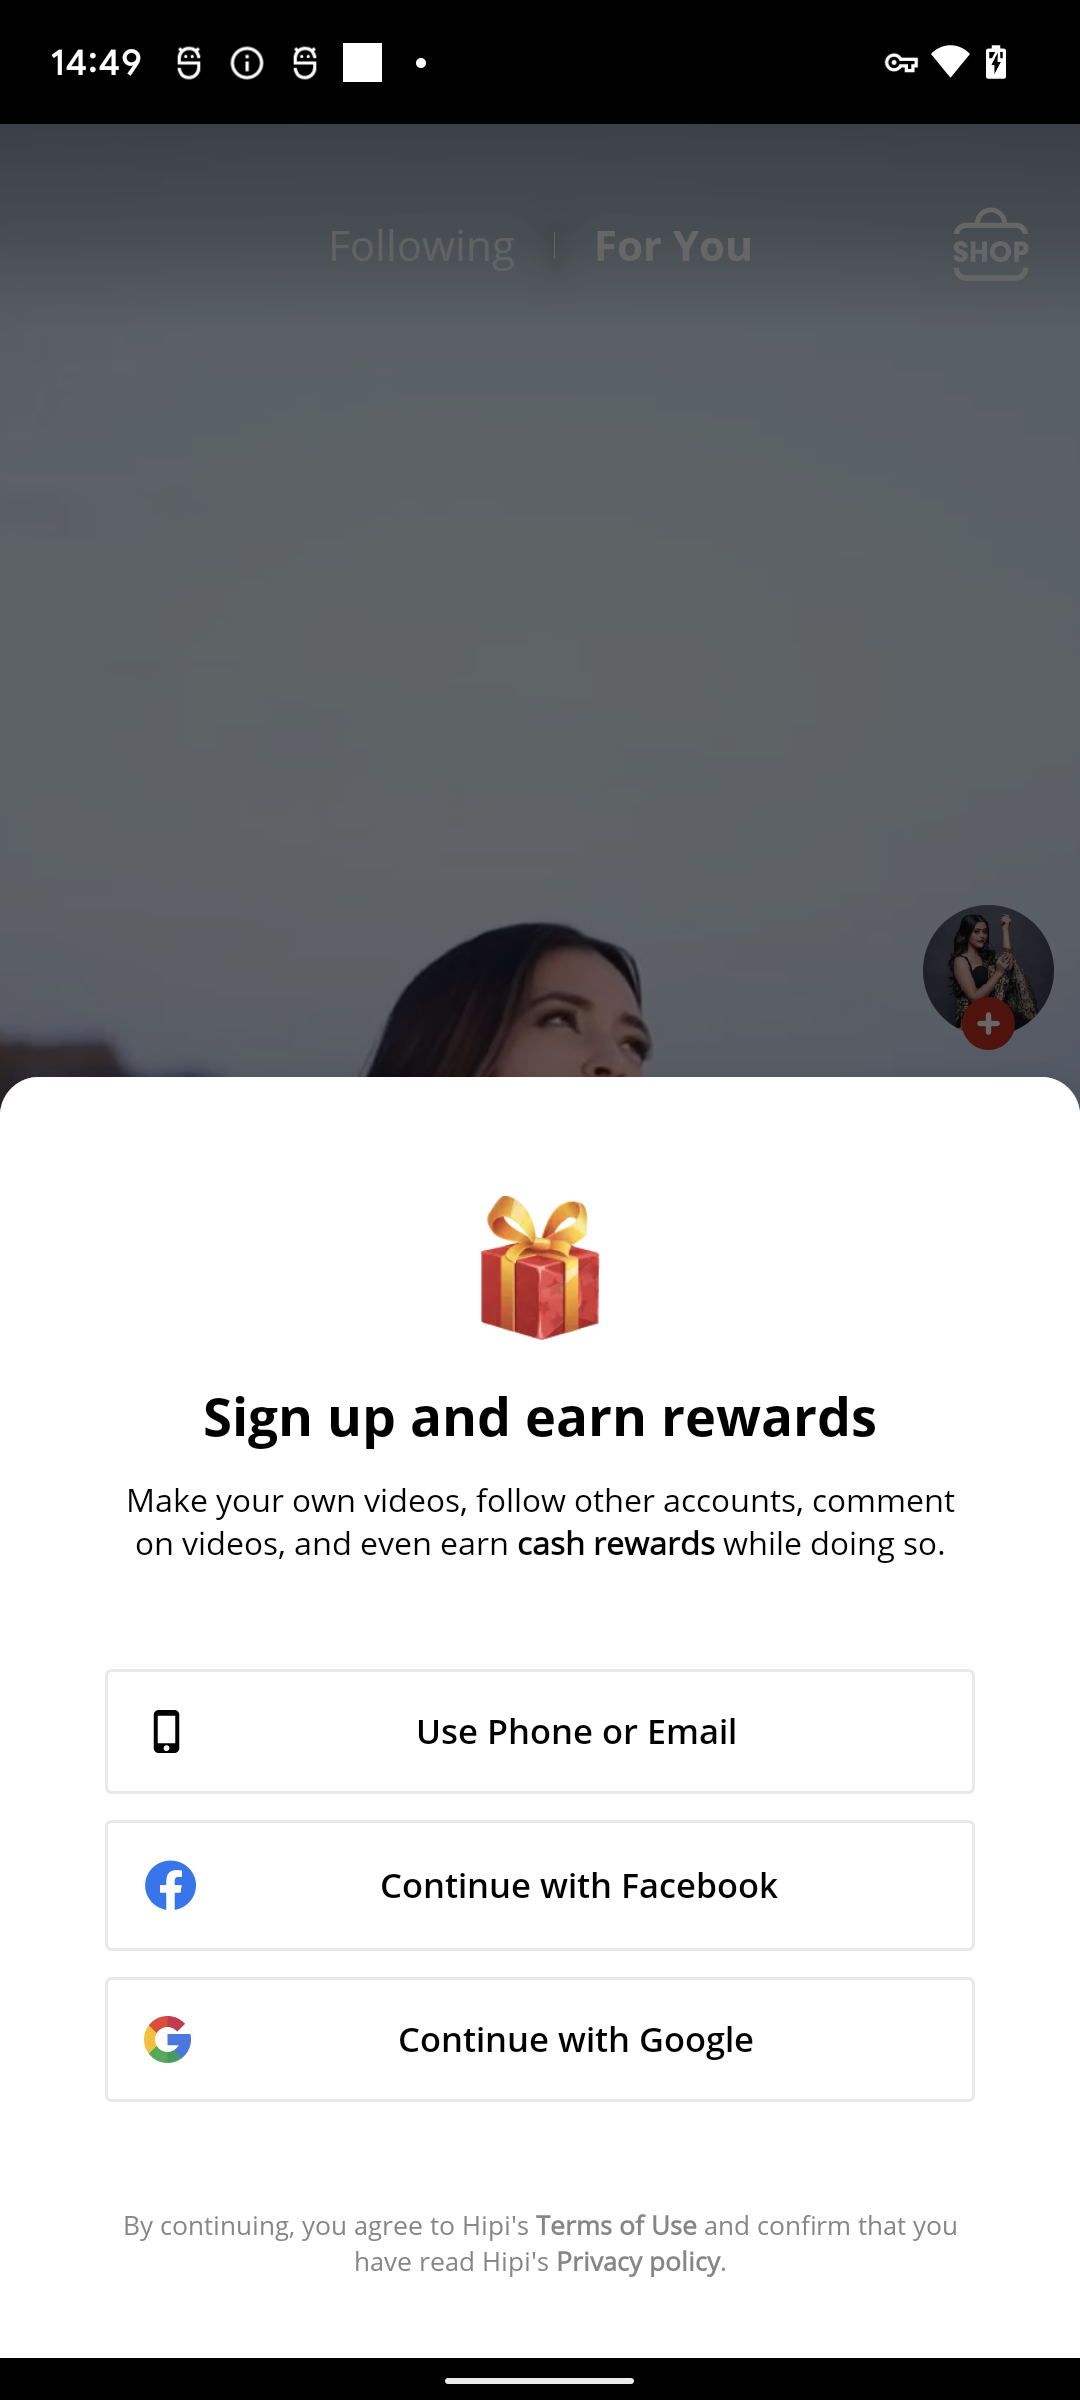 14:49
Following
For You
SHOP
Sign up and earn rewards
Make your own videos, follow other accounts, comment
on videos, and even earn cash rewards while doing so.
Use Phone or Email
Continue with Facebook
Continue with Google
By continuing, you agree to Hipi's Terms of Use and confirm that you
have read Hipi's Privacy policy.